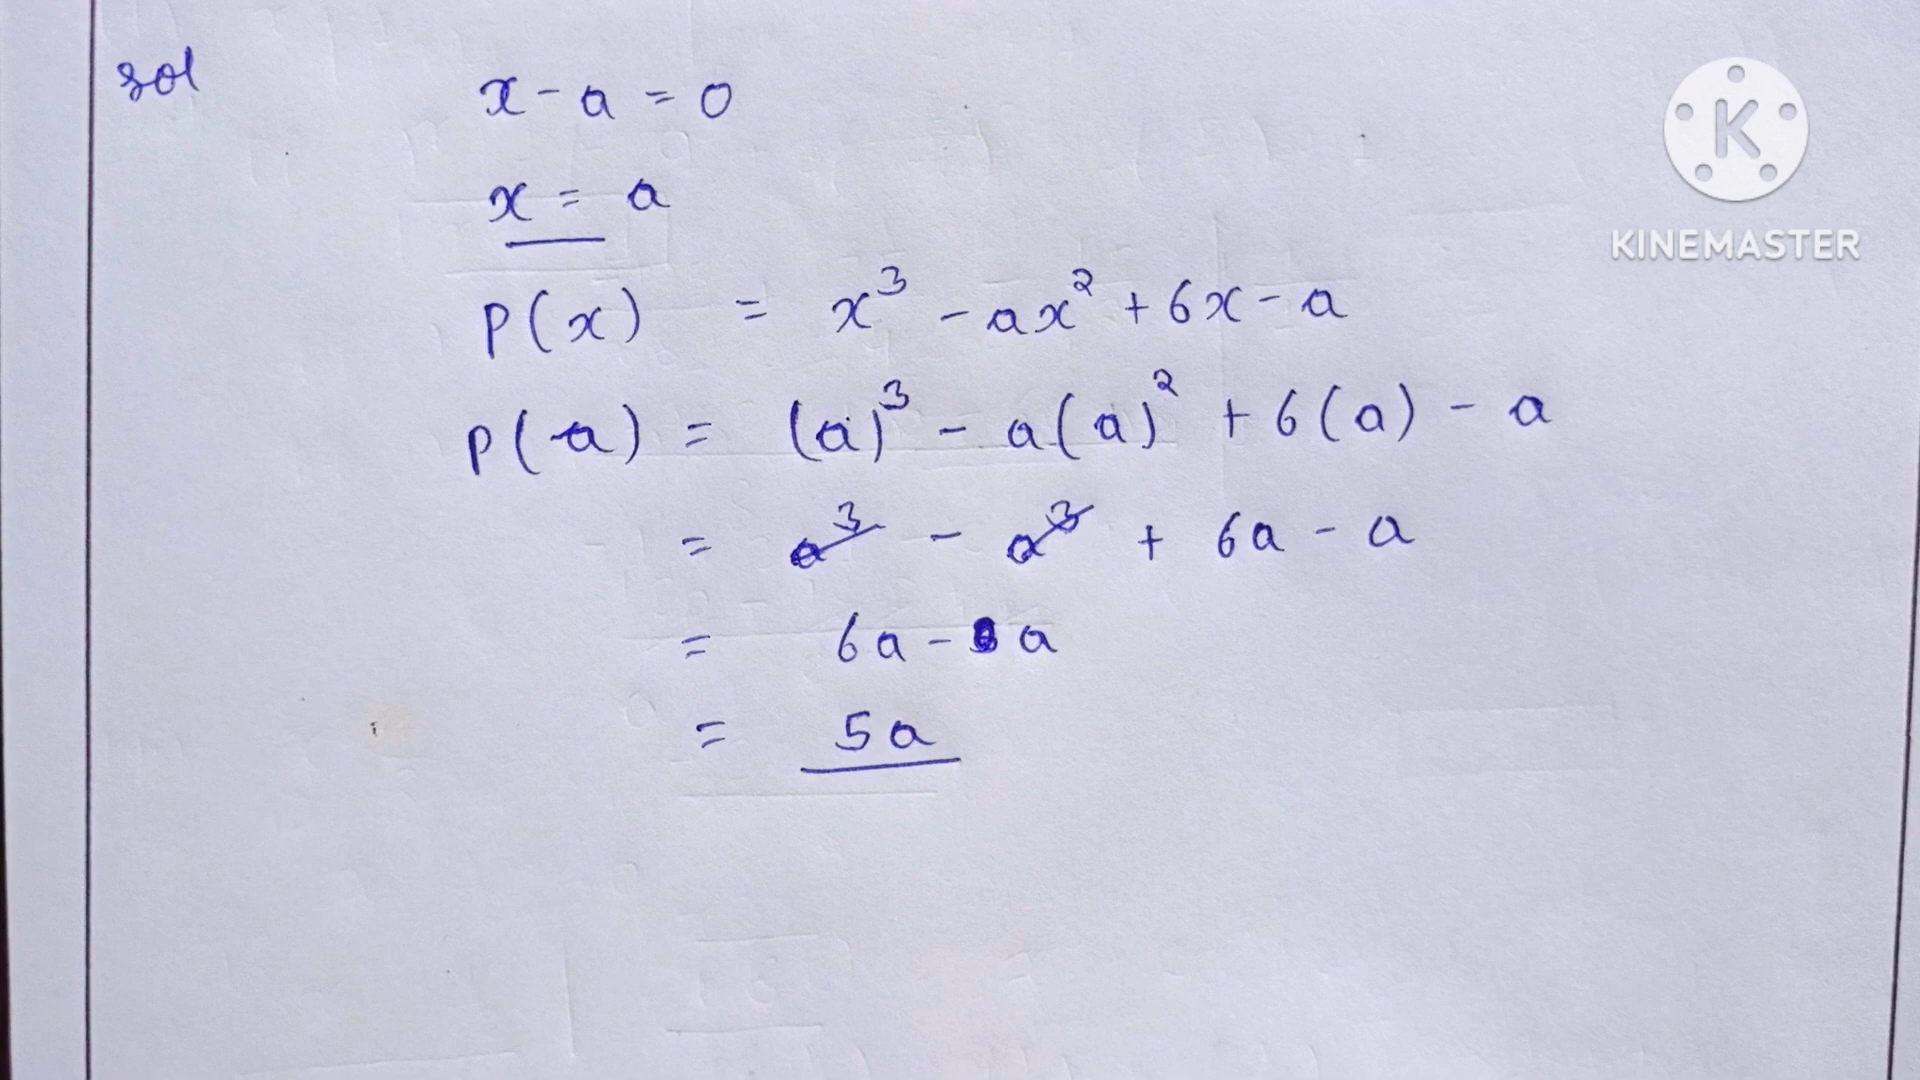 sol
x - a = 0
x = a
P(x) = x³ - ax² + 6x - a
P(a) = (a)³ - a(a)² + 6(a) - a
= a³ - a³ + 6a - a
= 6a - a
= 5a
K
KINEMASTER